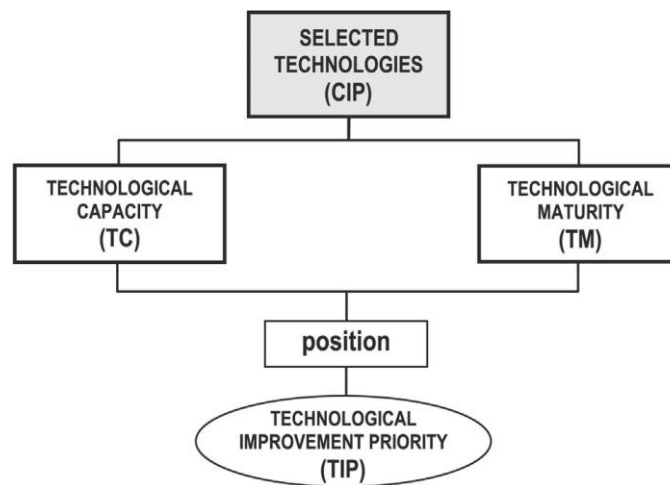 SELECTED
TECHNOLOGIES
(CIP)
TECHNOLOGICAL
CAPACITY
(TC)
TECHNOLOGICAL
MATURITY
(TM)
position
TECHNOLOGICAL
IMPROVEMENT PRIORITY
(TIP)